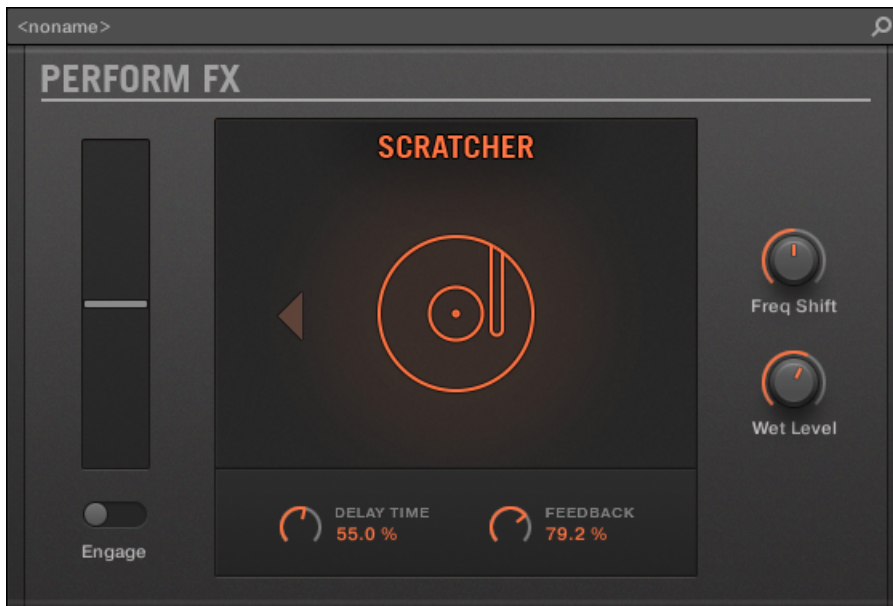 <noname>
PERFORM FX
SCRATCHER
Freq Shift
Wet Level
DELAY TIME
55.0 %
FEEDBACK
79.2 %
Engage